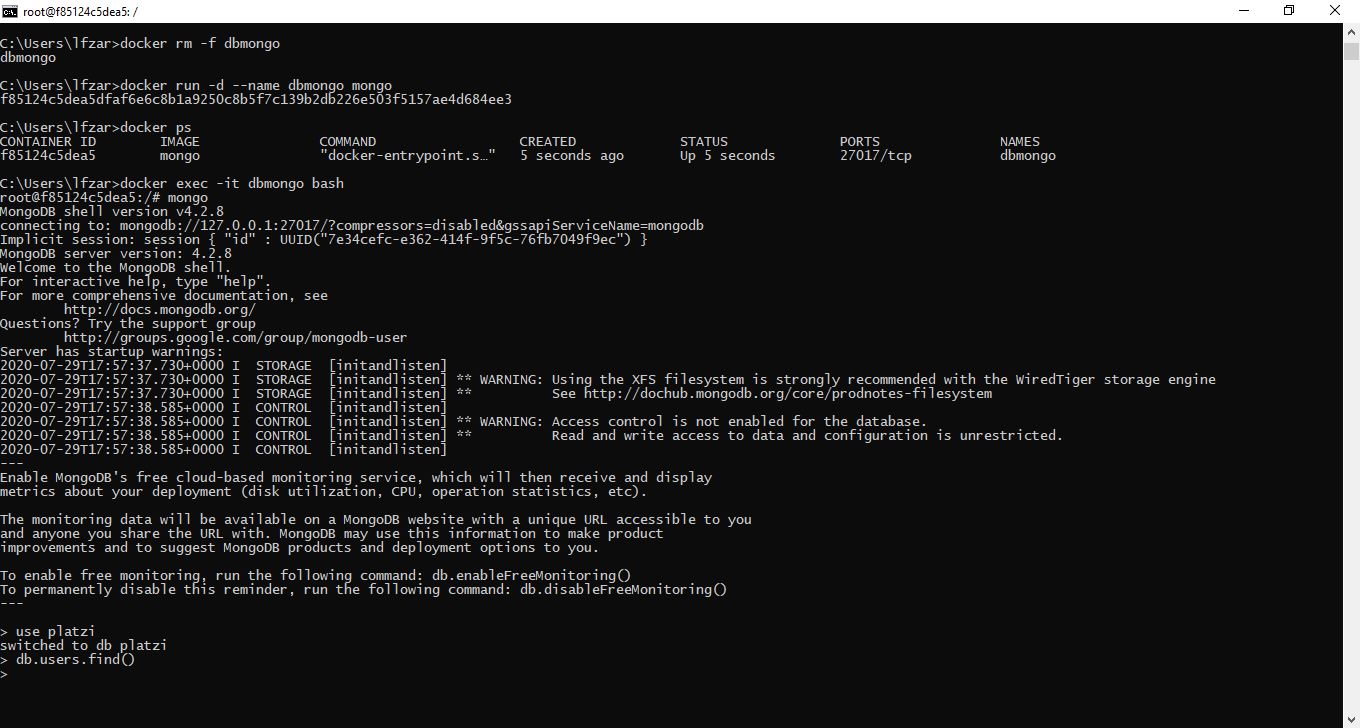 root@f85124c5dea5: /
C:\Users\lfzar>docker rm -f dbmongo
dbmongo
C:\Users\lfzar>docker run -d --name dbmongo mongo
f85124c5dea5dfaf6e6c8b1a9250c8b5f7c139b2db226e503f5157ae4d684ee3
C:\Users\lfzar>docker ps
CONTAINER ID        IMAGE               COMMAND                  CREATED             STATUS              PORTS               NAMES
f85124c5dea5        mongo               "docker-entrypoint.s…"   5 seconds ago       Up 5 seconds        27017/tcp           dbmongo
C:\Users\lfzar>docker exec -it dbmongo bash
root@f85124c5dea5:/# mongo
MongoDB shell version v4.2.8
connecting to: mongodb://127.0.0.1:27017/?compressors=disabled&gssapiServiceName=mongodb
Implicit session: session { "id" : UUID("7e34cefc-e362-414f-9f5c-76fb7049f9ec") }
MongoDB server version: 4.2.8
Welcome to the MongoDB shell.
For interactive help, type "help".
For more comprehensive documentation, see
        http://docs.mongodb.org/
Questions? Try the support group
        http://groups.google.com/group/mongodb-user
Server has startup warnings:
2020-07-29T17:57:37.730+0000 I  STORAGE  [initandlisten]
2020-07-29T17:57:37.730+0000 I  STORAGE  [initandlisten] ** WARNING: Using the XFS filesystem is strongly recommended with the WiredTiger storage engine
2020-07-29T17:57:37.730+0000 I  STORAGE  [initandlisten] **          See http://dochub.mongodb.org/core/prodnotes-filesystem
2020-07-29T17:57:38.585+0000 I  CONTROL  [initandlisten]
2020-07-29T17:57:38.585+0000 I  CONTROL  [initandlisten] ** WARNING: Access control is not enabled for the database.
2020-07-29T17:57:38.585+0000 I  CONTROL  [initandlisten] **          Read and write access to data and configuration is unrestricted.
2020-07-29T17:57:38.585+0000 I  CONTROL  [initandlisten]
---
Enable MongoDB's free cloud-based monitoring service, which will then receive and display
metrics about your deployment (disk utilization, CPU, operation statistics, etc).
The monitoring data will be available on a MongoDB website with a unique URL accessible to you
and anyone you share the URL with. MongoDB may use this information to make product
improvements and to suggest MongoDB products and deployment options to you.
To enable free monitoring, run the following command: db.enableFreeMonitoring()
To permanently disable this reminder, run the following command: db.disableFreeMonitoring()
---
> use platzi
switched to db platzi
> db.users.find()
>